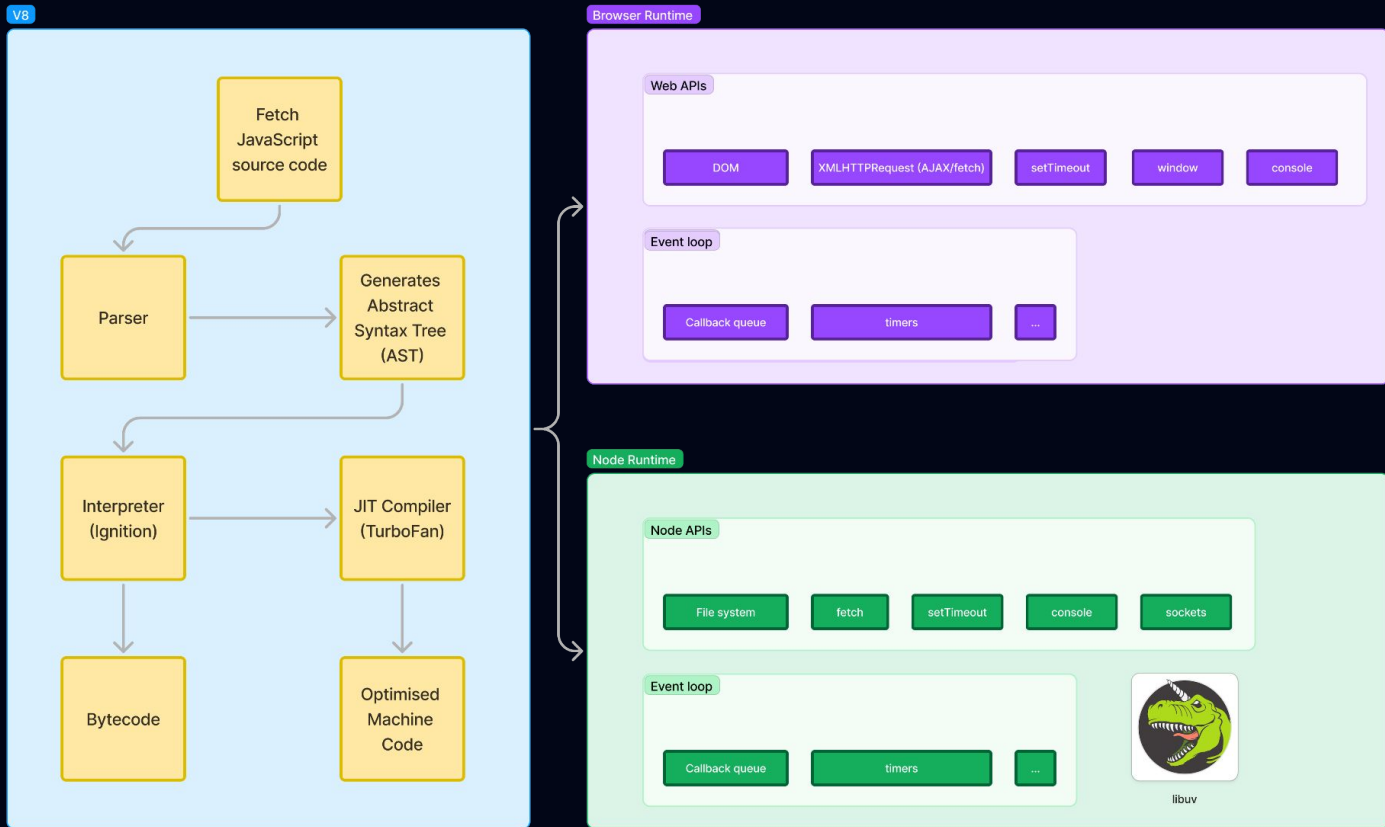 V8
Fetch
JavaScript
source code
Parser
Generates
Abstract
Syntax Tree
(AST)
Interpreter
(Ignition)
JIT Compiler
(TurboFan)
Bytecode
Optimised
Machine
Code
Browser Runtime
Web APIs
DOM
XMLHTTPRequest (AJAX/fetch)
setTimeout
window
console
Event loop
Callback queue
timers
...
Node Runtime
Node APIs
File system
fetch
setTimeout
console
sockets
Event loop
Callback queue
timers
...
libuv